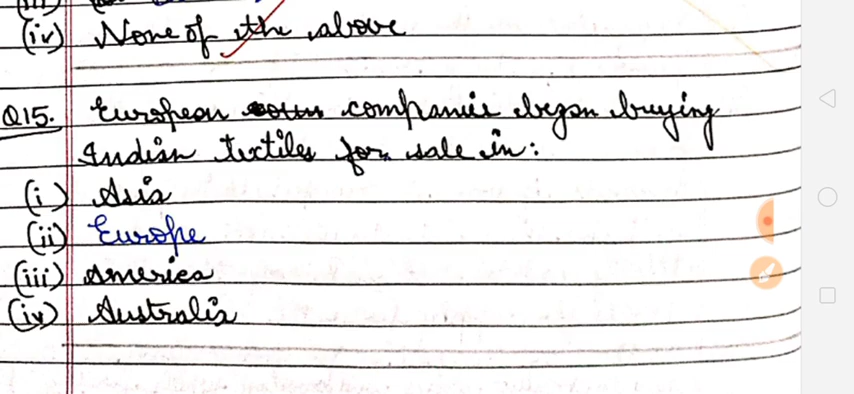 (iv) None of the above
Q15. European companie began buying
Indian textiles for sale in:
(i) Asia
(ii) Europe
(iii) America
(iv) Australia